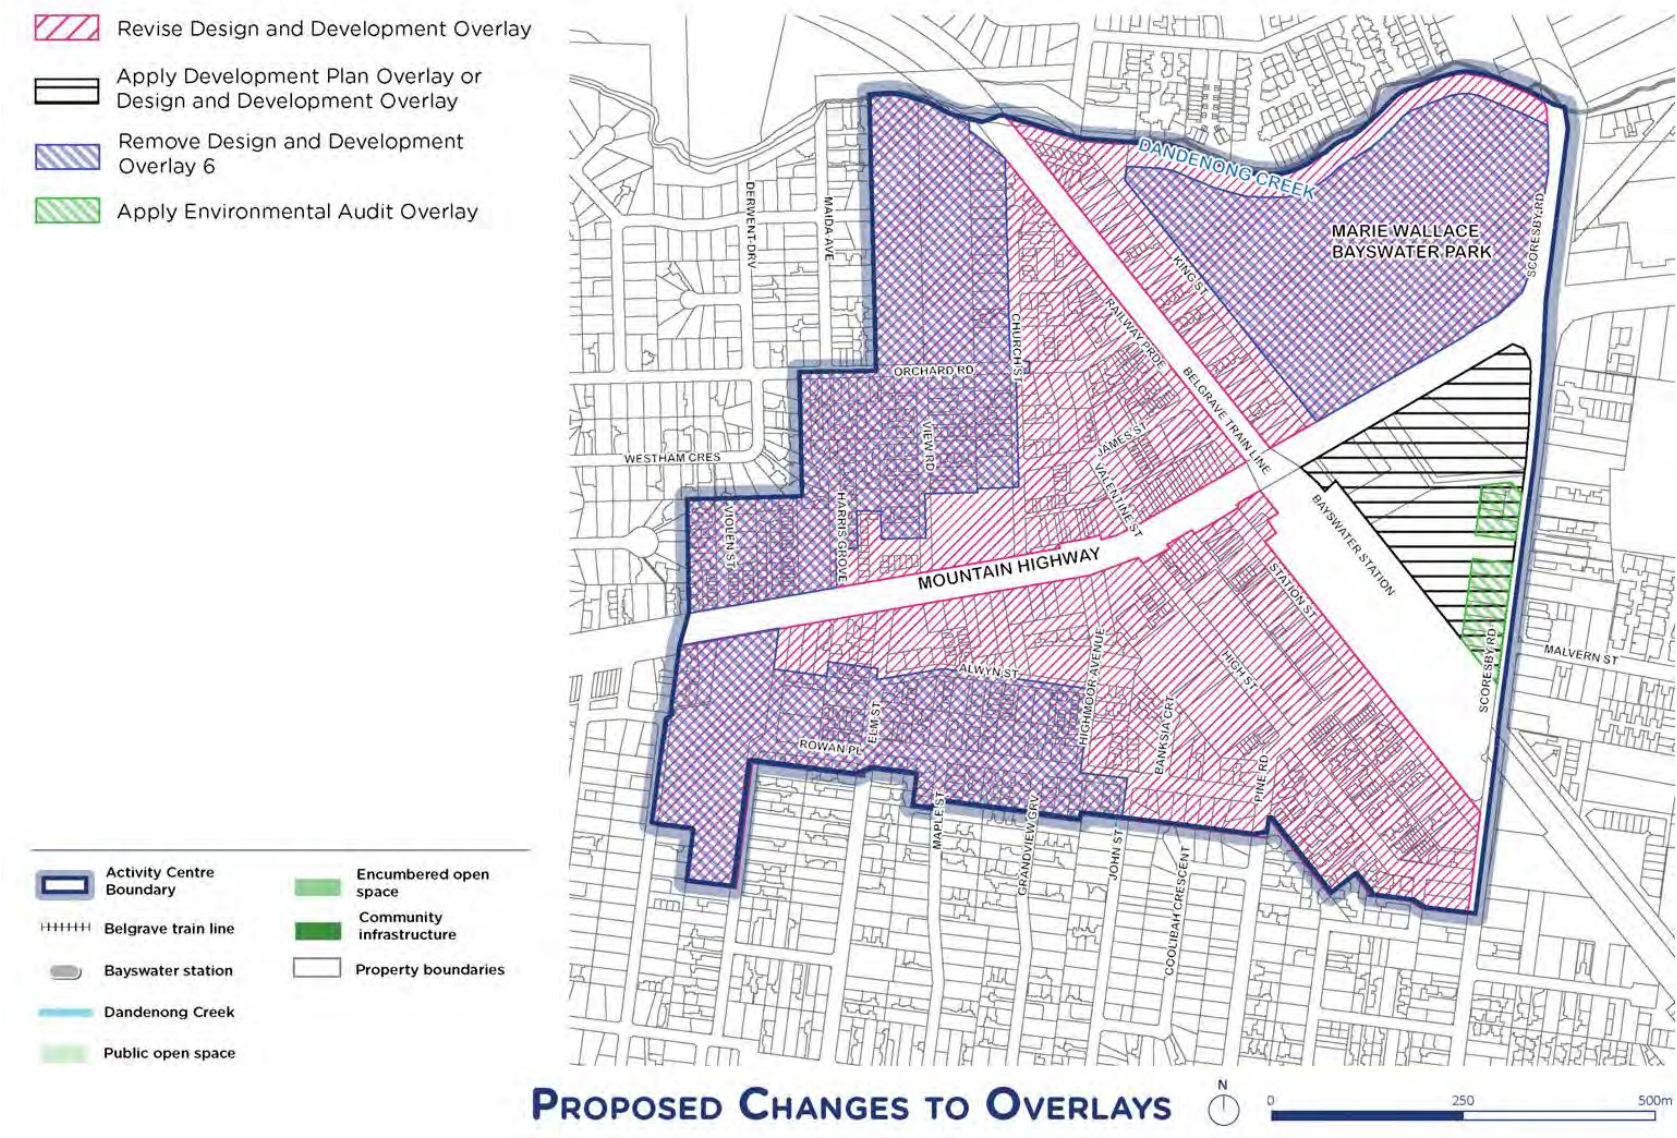 Revise Design and Development Overlay
Apply Development Plan Overlay or
Design and Development Overlay
Remove Design and Development
Overlay 6
Apply Environmental Audit Overlay
DANDENONG CREEK
MARIE WALLACE
BAYSWATER PARK
SCORESBY RD
DERWENT DRV
MAIDA AVE
KING ST
RAILWAY PRDE
CHURCH ST
ORCHARD RD
BELGRAVE TRAIN LINE
VIEW RD
JAMES ST
WESTHAM CRES
VALENTINE ST
HARRIS GROVE
VIOLEN ST
BAYSWATER STATION
MOUNTAIN HIGHWAY
STATION ST
HIGH ST
ALWYN ST
HIGHMOOR AVENUE
SCORESBY RD
MALVERN ST
ELM ST
ROWAN PL
BANKSIA CRT
PINE RD
MAPLE ST
GRANDVIEW GRV
JOHN ST
COOLIBAH CRESCENT
Activity Centre
Boundary
Belgrave train line
Bayswater station
Dandenong Creek
Public open space
Encumbered open
space
Community
infrastructure
Property boundaries
PROPOSED CHANGES TO OVERLAYS
N
0 250 500m